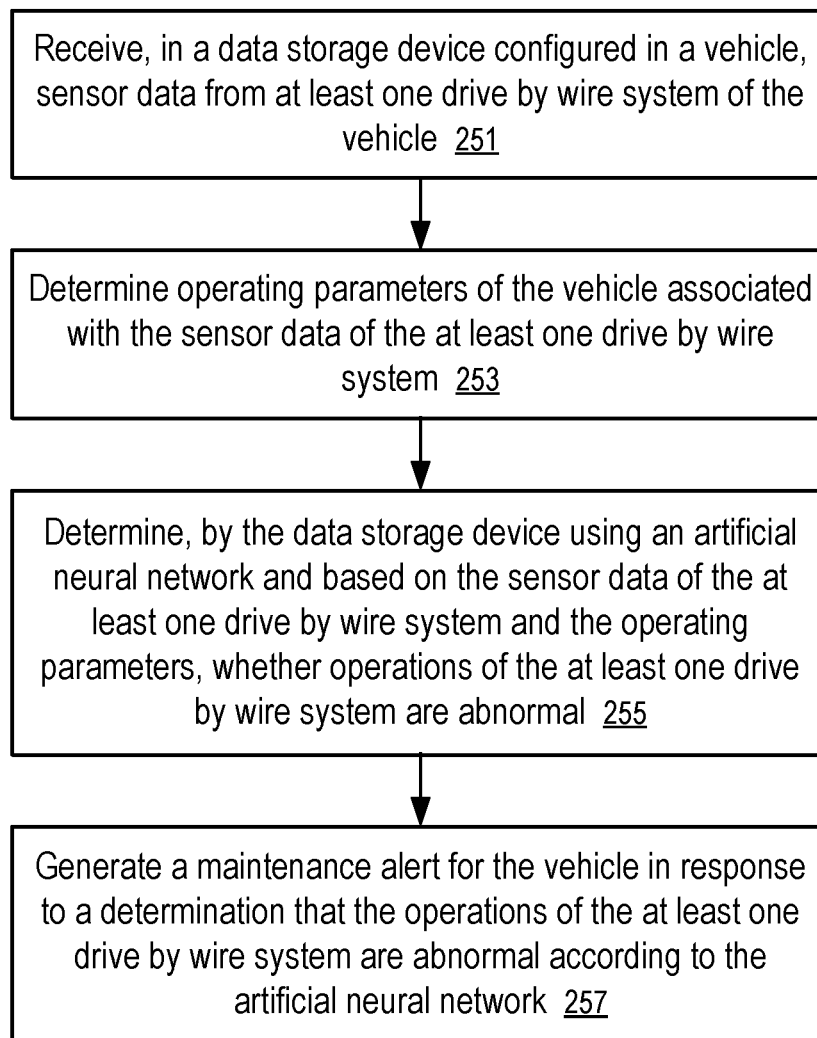 Receive, in a data storage device configured in a vehicle,
sensor data from at least one drive by wire system of the
vehicle 251
Determine operating parameters of the vehicle associated
with the sensor data of the at least one drive by wire
system 253
Determine, by the data storage device using an artificial
neural network and based on the sensor data of the at
least one drive by wire system and the operating
parameters, whether operations of the at least one drive
by wire system are abnormal 255
Generate a maintenance alert for the vehicle in response
to a determination that the operations of the at least one
drive by wire system are abnormal according to the
artificial neural network 257